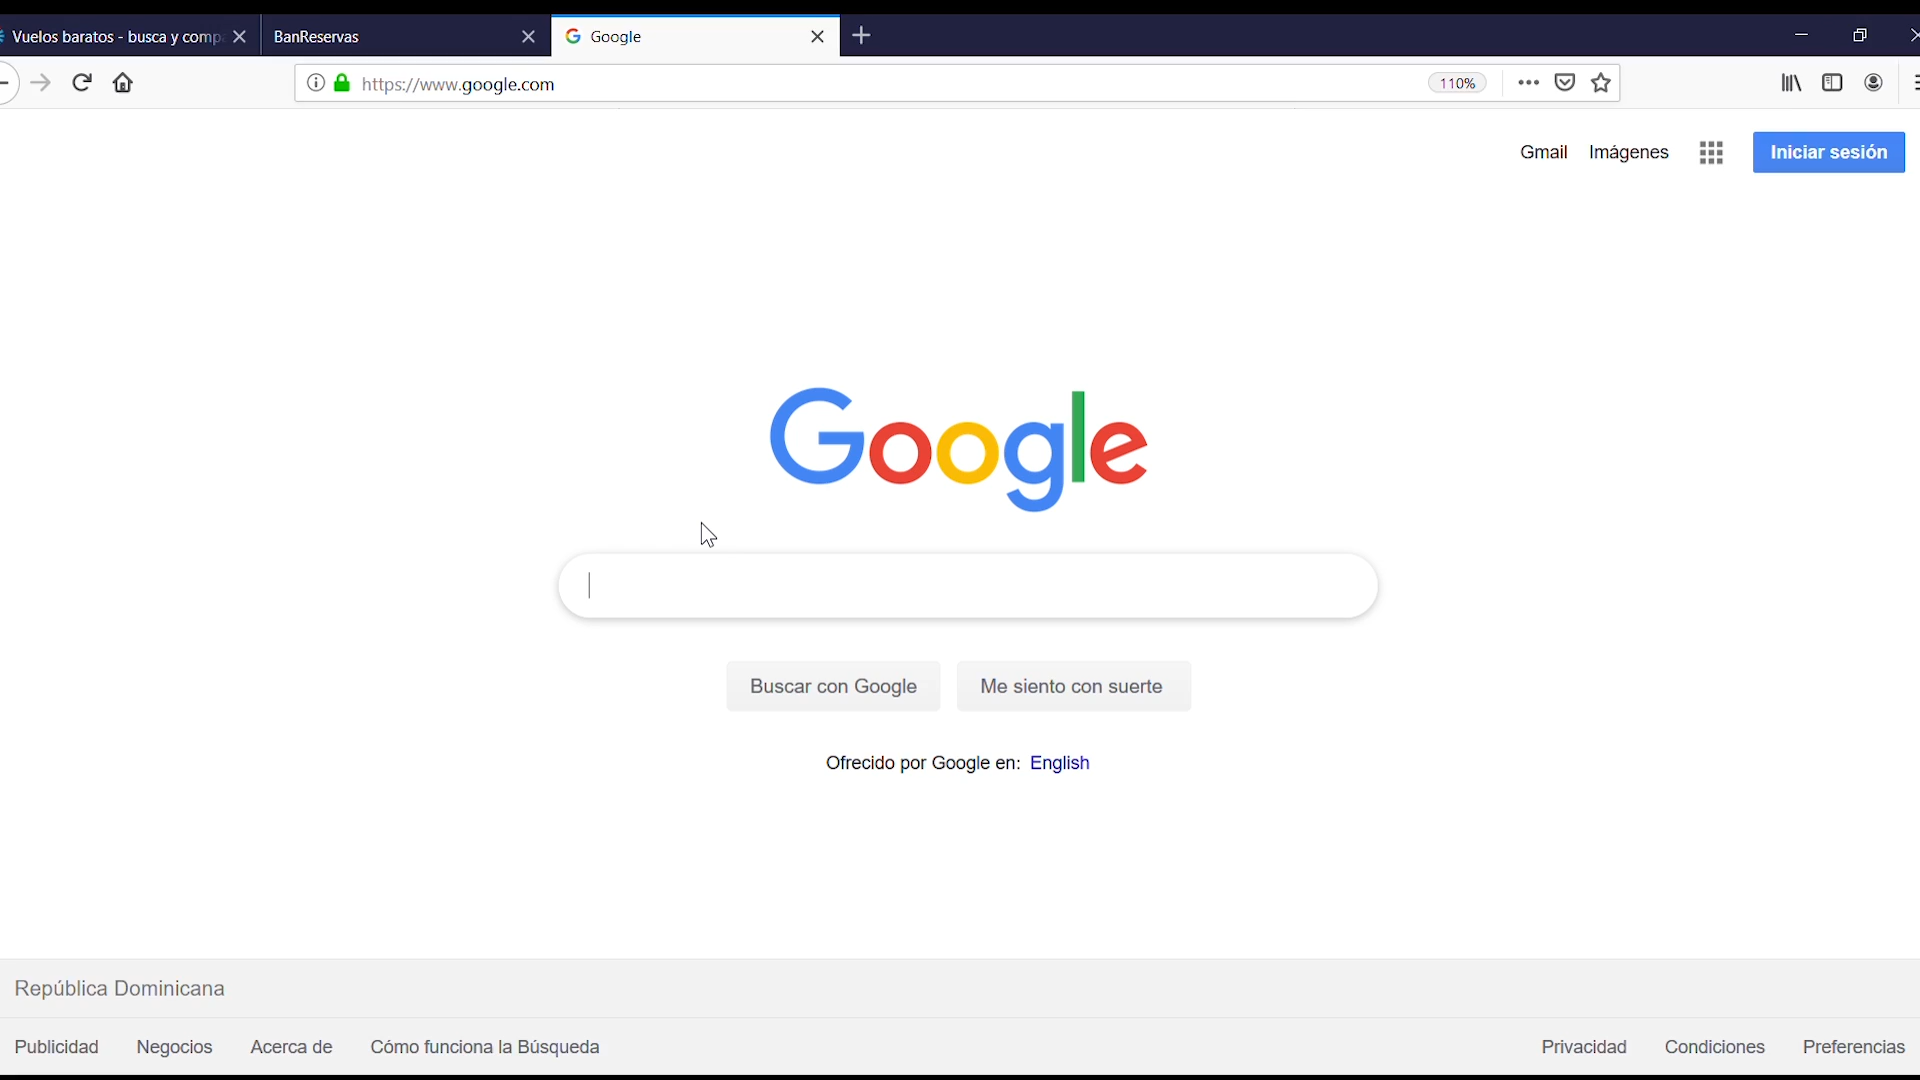 Vuelos baratos - busca y comp
BanReservas
Google
https://www.google.com
110%
Gmail
Imágenes
Iniciar sesión
Google
Buscar con Google
Me siento con suerte
Ofrecido por Google en: English
República Dominicana
Publicidad
Negocios
Acerca de
Cómo funciona la Búsqueda
Privacidad
Condiciones
Preferencias